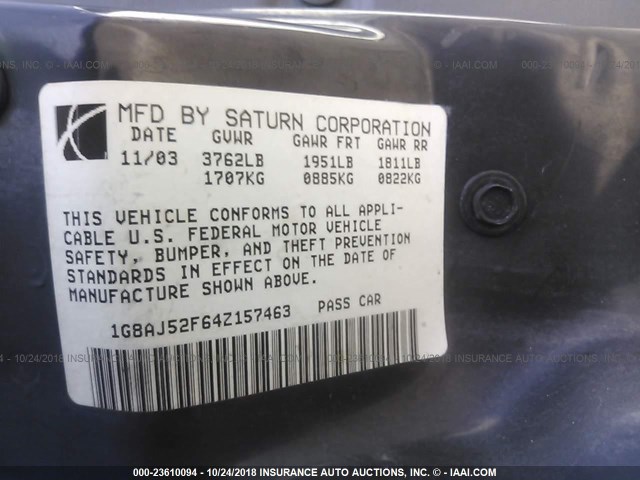 MFD BY SATURN CORPORATION
DATE GVWR GAWR FRT GAWR RR
11/03 3762LB 1951LB 1811LB
1707KG 0885KG 0822KG
THIS VEHICLE CONFORMS TO ALL APPLI-
CABLE U.S. FEDERAL MOTOR VEHICLE
SAFETY, BUMPER, AND THEFT PREVENTION
STANDARDS IN EFFECT ON THE DATE OF
MANUFACTURE SHOWN ABOVE.
1G8AJ52F64Z157463 PASS CAR
000-23610094 - 10/24/2018 INSURANCE AUTO AUCTIONS, INC. - © IAAI.COM